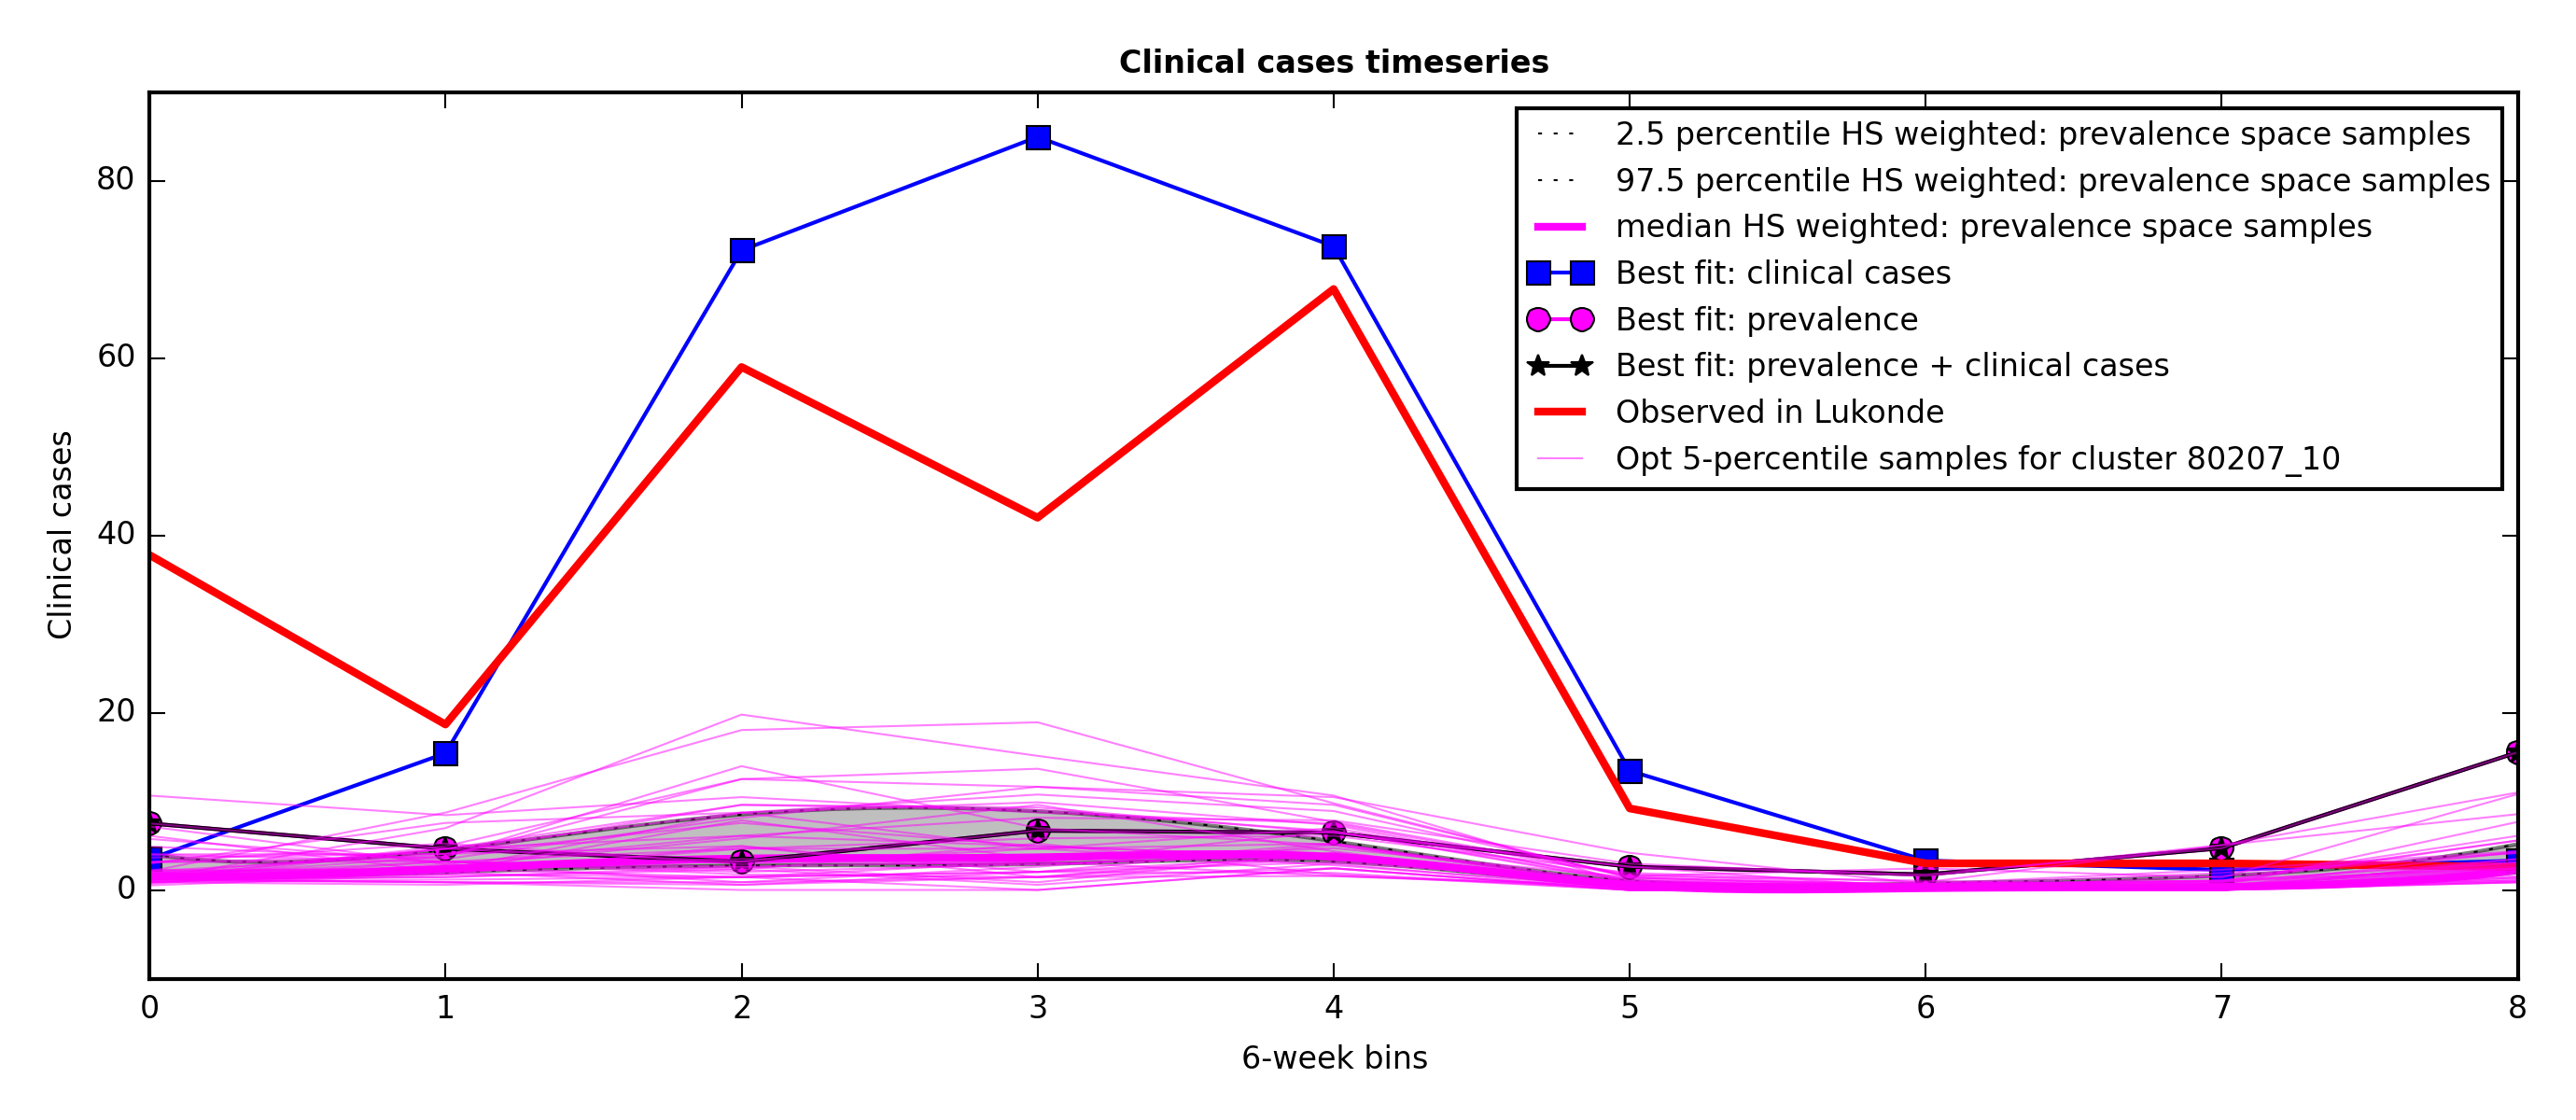 Clinical cases timeseries
2.5 percentile HS weighted: prevalence space samples
97.5 percentile HS weighted: prevalence space samples
median HS weighted: prevalence space samples
Best fit: clinical cases
Best fit: prevalence
Best fit: prevalence + clinical cases
Observed in Lukonde
Opt 5-percentile samples for cluster 80207_10
Clinical cases
80
60
40
20
0
0 1 2 3 4 5 6 7 8
6-week bins